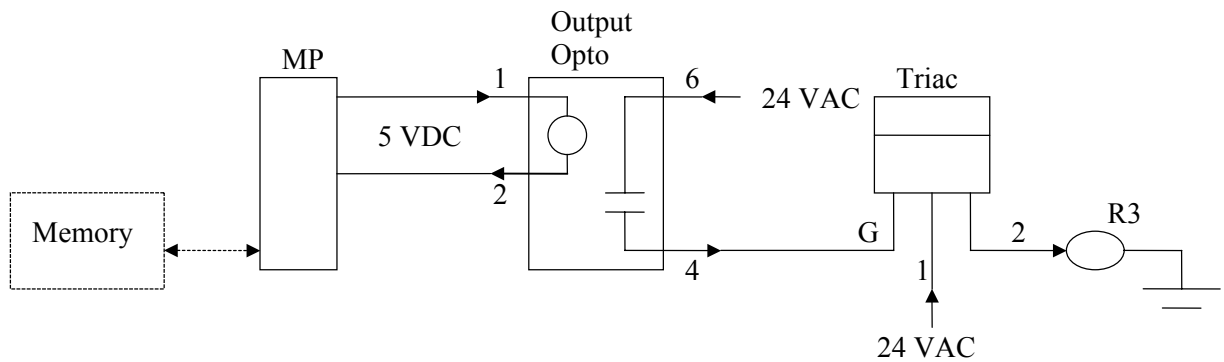 Output
Opto
MP
1
6
24 VAC
Triac
5 VDC
2
Memory
G
2
R3
4
1
24 VAC